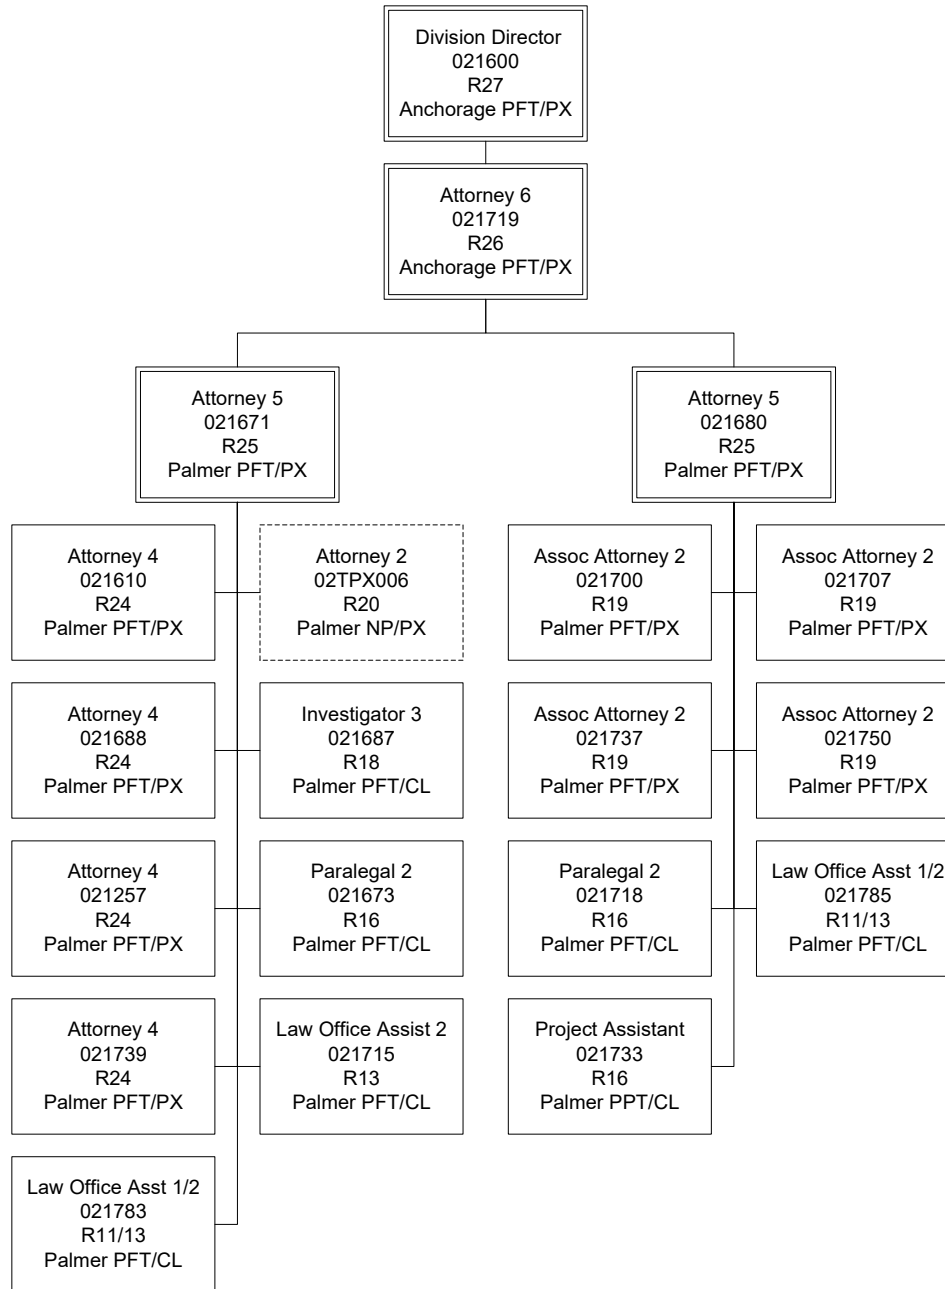 Division Director
021600
R27
Anchorage PFT/PX
Attorney 6
021719
R26
Anchorage PFT/PX
Attorney 5
021671
R25
Palmer PFT/PX
Attorney 5
021680
R25
Palmer PFT/PX
Attorney 4
021610
R24
Palmer PFT/PX
Attorney 2
02TPX006
R20
Palmer NP/PX
Assoc Attorney 2
021700
R19
Palmer PFT/PX
Assoc Attorney 2
021707
R19
Palmer PFT/PX
Attorney 4
021688
R24
Palmer PFT/PX
Investigator 3
021687
R18
Palmer PFT/CL
Assoc Attorney 2
021737
R19
Palmer PFT/PX
Assoc Attorney 2
021750
R19
Palmer PFT/PX
Attorney 4
021257
R24
Palmer PFT/PX
Paralegal 2
021673
R16
Palmer PFT/CL
Paralegal 2
021718
R16
Palmer PFT/CL
Law Office Asst 1/2
021785
R11/13
Palmer PFT/CL
Attorney 4
021739
R24
Palmer PFT/PX
Law Office Assist 2
021715
R13
Palmer PFT/CL
Project Assistant
021733
R16
Palmer PPT/CL
Law Office Asst 1/2
021783
R11/13
Palmer PFT/CL